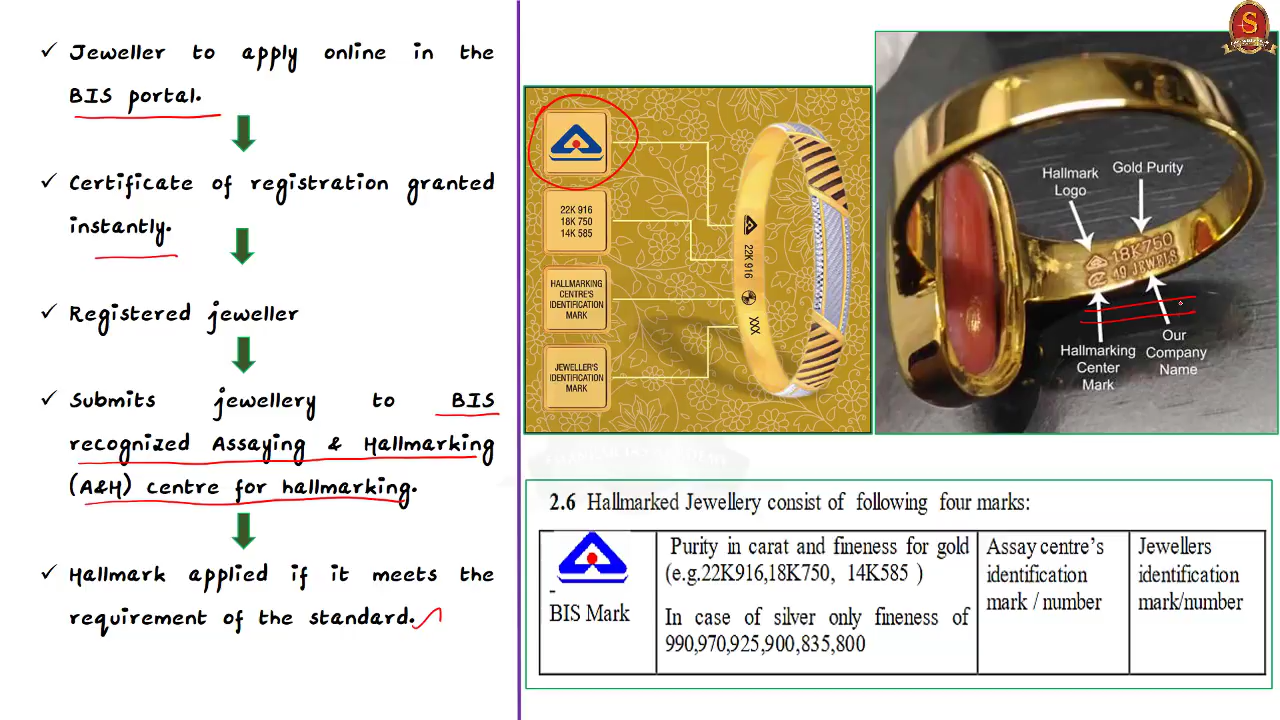 ✓ Jeweller to apply online in the
BIS portal.
✓ Certificate of registration granted
instantly.
✓ Registered jeweller
✓ Submits jewellery to BIS
recognized Assaying & Hallmarking
(A&H) centre for hallmarking.
✓ Hallmark applied if it meets the
requirement of the standard.
22K 916
18K 750
14K 585
HALLMARKING
CENTRE'S
IDENTIFICATION
MARK
JEWELLER'S
IDENTIFICATION
MARK
22K 916
XXX
Hallmark
Logo
Gold Purity
18K750
19 JEWELS
Hallmarking
Center
Mark
Our
Company
Name
S
2.6 Hallmarked Jewellery consist of following four marks:
BIS Mark
Purity in carat and fineness for gold
(e.g.22K916,18K750, 14K585 )
In case of silver only fineness of
990,970,925,900,835,800
Assay centre's
identification
mark / number
Jewellers
identification
mark/number